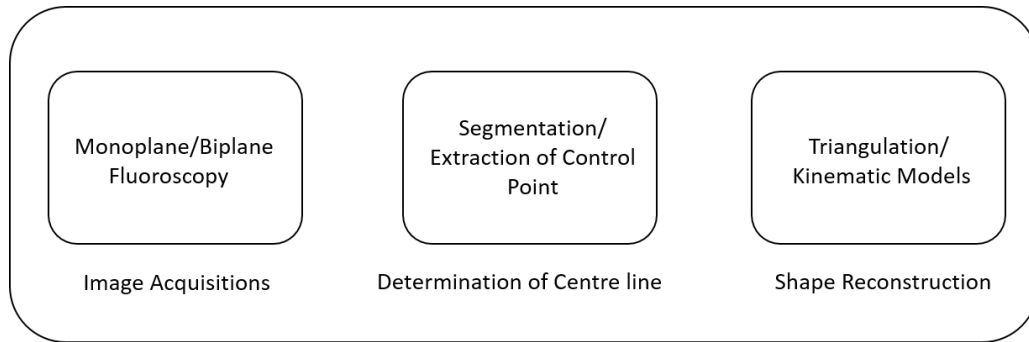 Monoplane/Biplane
Fluoroscopy
Segmentation/
Extraction of Control
Point
Triangulation/
Kinematic Models
Image Acquisitions
Determination of Centre line
Shape Reconstruction